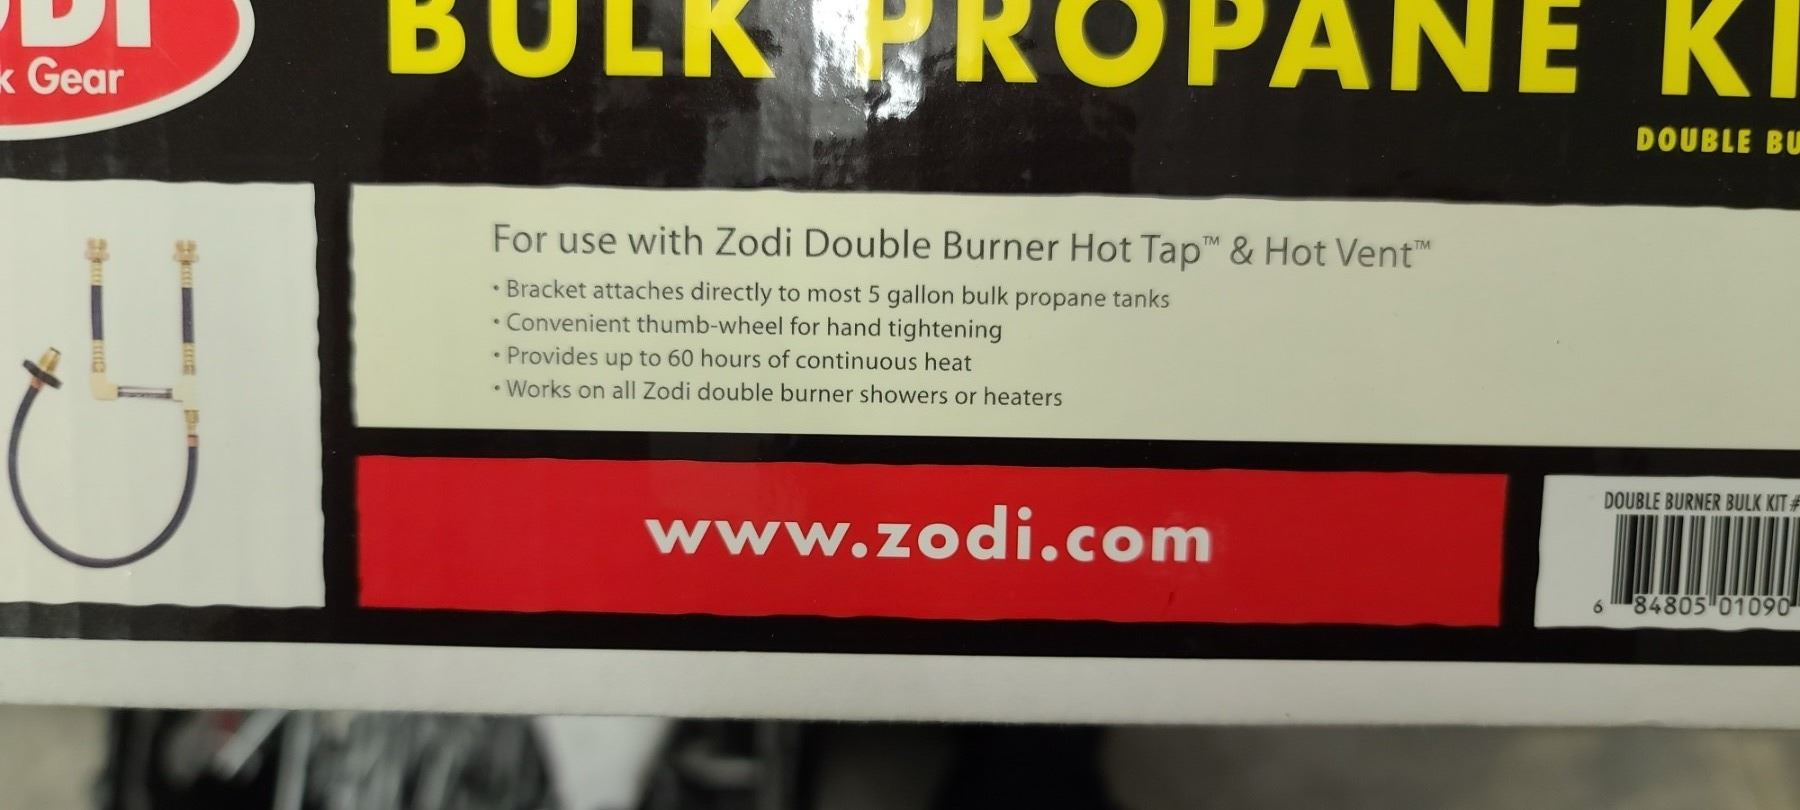 BULK PROPANE
Gear
DOUBLE
For use with Zodi Double Burner Hot Tap™ & Hot Vent™
• Bracket attaches directly to most 5 gallon bulk propane tanks
• Convenient thumb-wheel for hand tightening
• Provides up to 60 hours of continuous heat
• Works on all Zodi double burner showers or heaters
www.zodi.com
DOUBLE BURNER BULK KIT #
6 84805 01090